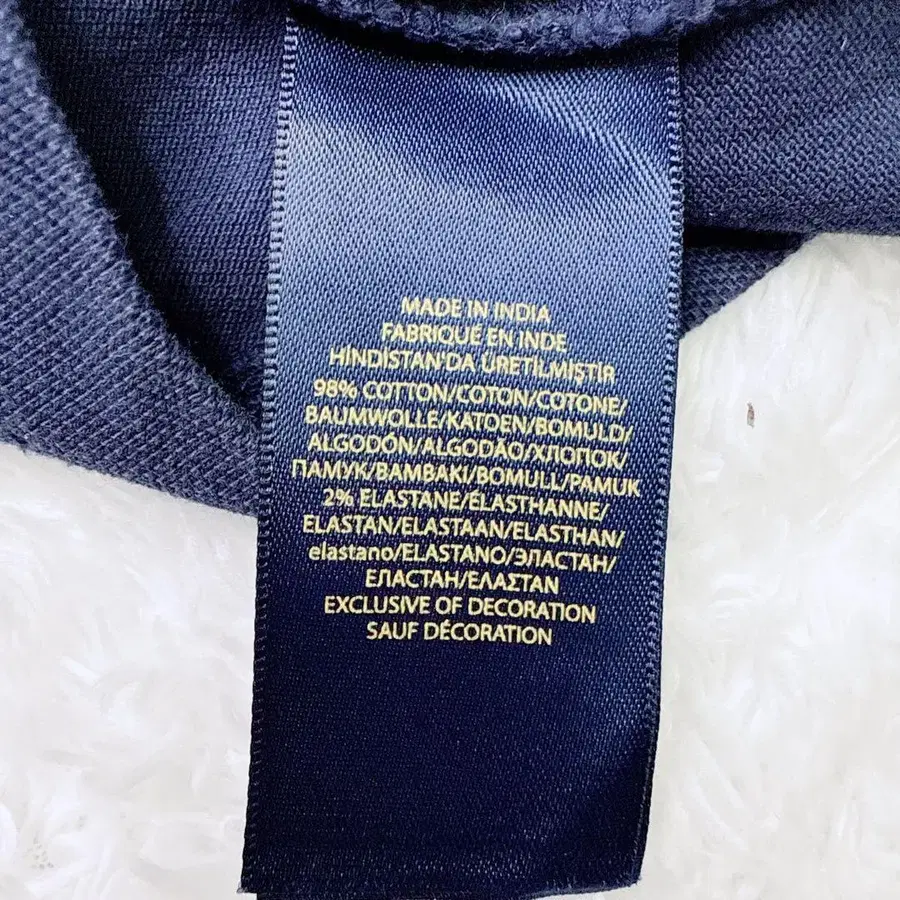 MADE IN INDIA
FABRIQUÉ EN INDE
HİNDİSTAN'DA ÜRETİLMİŞTİR
98% COTTON/COTON/COTONE/
BAUMWOLLE/KATOEN/BOMULD/
ALGODÓN/ALGODÃO/ХЛОПОК/
ПАМУК/BAMBAKI/BOMULL/PAMUK
2% ELASTANE/ÉLASTHANNE/
ELASTAN/ELASTAAN/ELASTHAN/
elastano/ELASTANO/ЭЛАСТАН/
ЕЛАСТАН/ΕΛΑΣΤΑΝ
EXCLUSIVE OF DECORATION
SAUF DÉCORATION